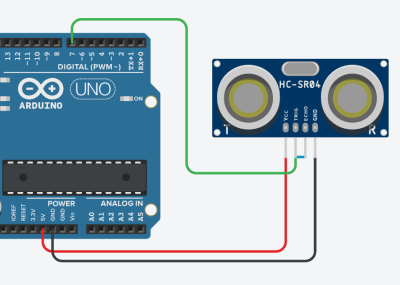 13
12
~11
~10
~9
8
7
~6
~5
4
~3
2
TX→1
RX←0
DIGITAL (PWM~)
UNO
ARDUINO
ON
HC-SR04
Vcc
TRIG
ECHO
GND
T
R
POWER
ANALOG IN
IOREF
RESET
3.3V
5V
GND
GND
Vin
A0
A1
A2
A3
A4
A5